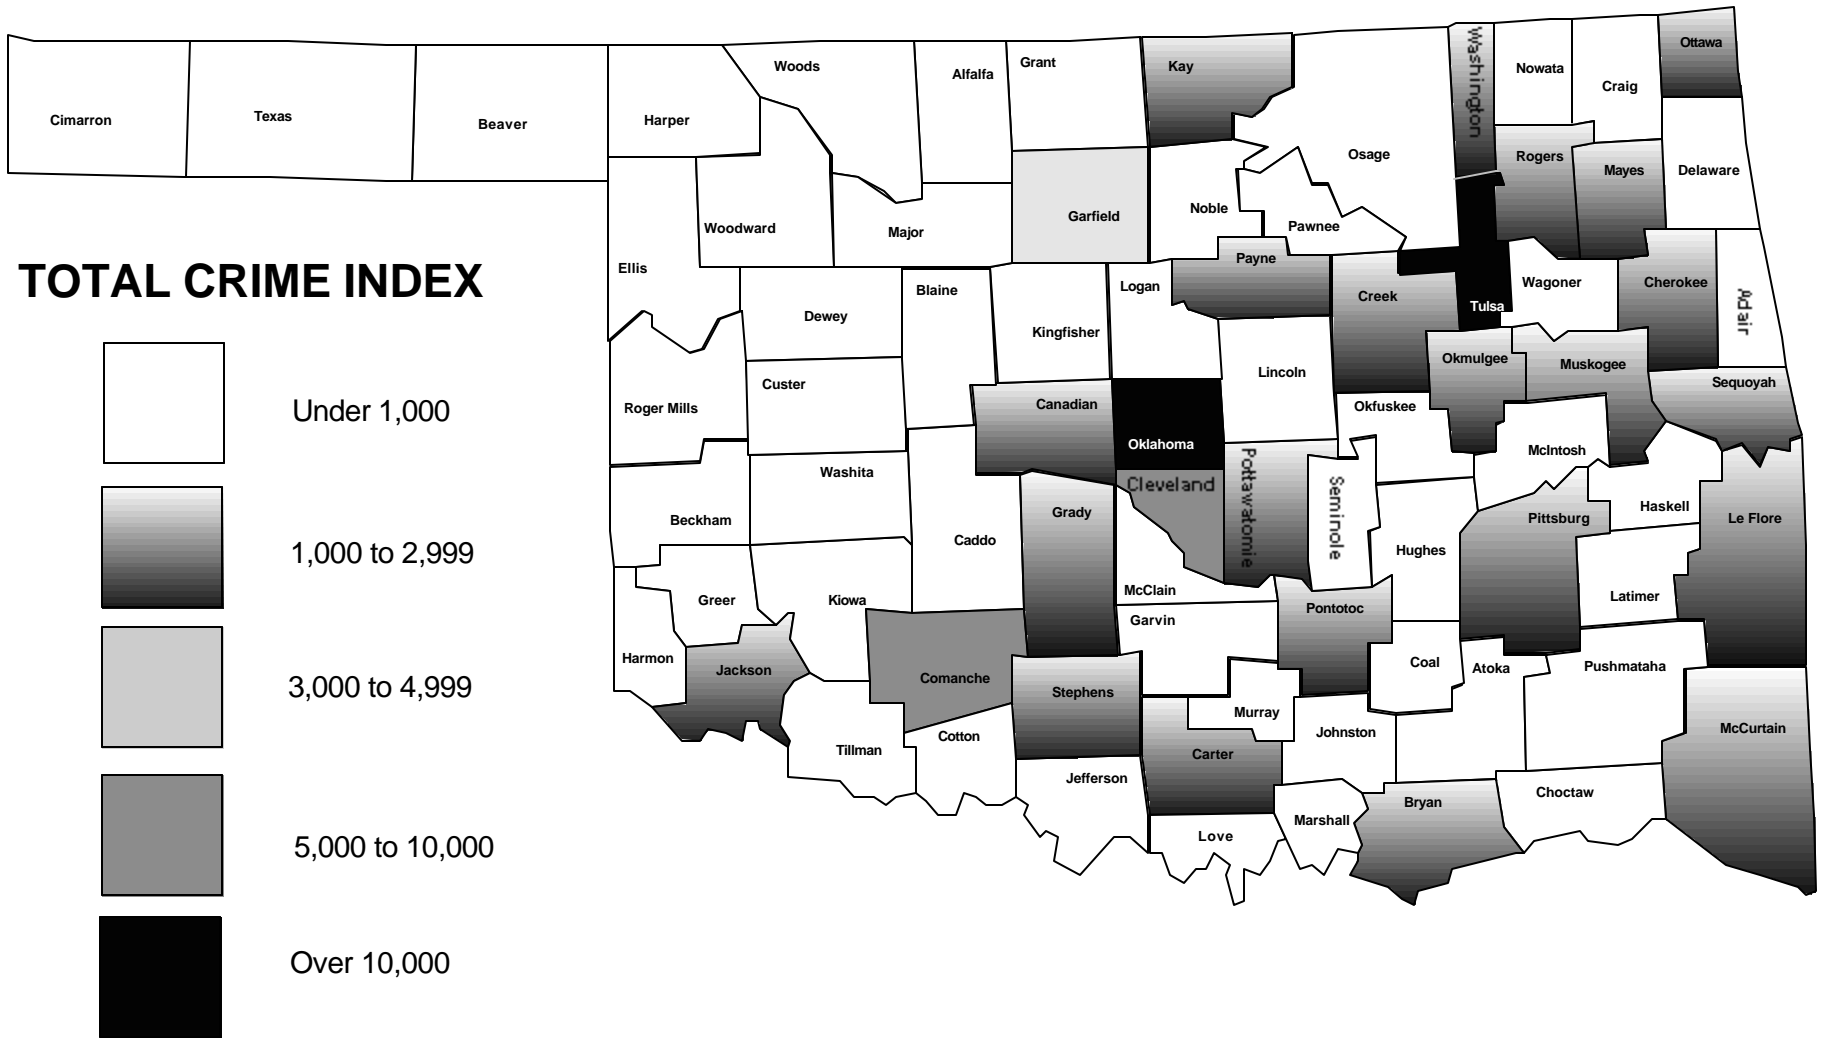 Ottawa
Washington
Woods
Grant
Kay
Nowata
Alfalfa
Craig
Cimarron
Texas
Beaver
Harper
Osage
Rogers
Mayes
Delaware
Garfield
Noble
Woodward
Major
Pawnee
Payne
Ellis
TOTAL CRIME INDEX
Blaine
Logan
Creek
Wagoner
Cherokee
Adair
Tulsa
Dewey
Kingfisher
Okmulgee
Muskogee
Lincoln
Custer
Sequoyah
Roger Mills
Canadian
Okfuskee
Under 1,000
Oklahoma
McIntosh
Washita
Cleveland
Pottawatomie
Seminole
Haskell
Beckham
Grady
Pittsburg
Le Flore
1,000 to 2,999
Caddo
Hughes
McClain
Latimer
Greer
Kiowa
Pontotoc
Garvin
Harmon
Jackson
Coal
Atoka
Pushmataha
3,000 to 4,999
Comanche
Stephens
Murray
Johnston
McCurtain
Tillman
Cotton
Carter
Jefferson
Bryan
Choctaw
Marshall
Love
5,000 to 10,000
Over 10,000